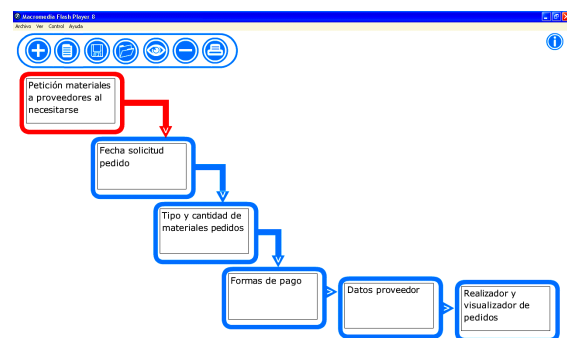 Macromedia Flash Player 8
Archivo Ver Control Ayuda
Petición materiales
a proveedores al
necesitarse
Fecha solicitud
pedido
Tipo y cantidad de
materiales pedidos
Formas de pago
Datos proveedor
Realizador y
visualizador de
pedidos